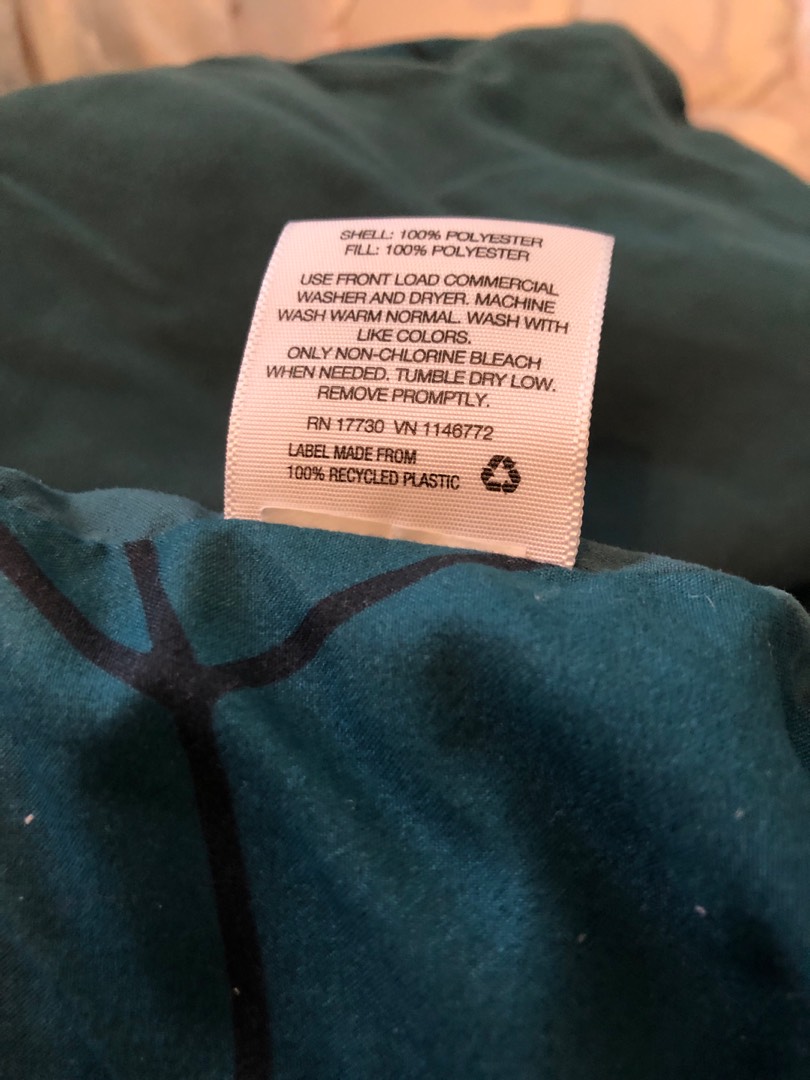 SHELL: 100% POLYESTER
FILL: 100% POLYESTER
USE FRONT LOAD COMMERCIAL
WASHER AND DRYER. MACHINE
WASH WARM NORMAL. WASH WITH
LIKE COLORS.
ONLY NON-CHLORINE BLEACH
WHEN NEEDED. TUMBLE DRY LOW.
REMOVE PROMPTLY.
RN 17730 VN 1146772
LABEL MADE FROM
100% RECYCLED PLASTIC